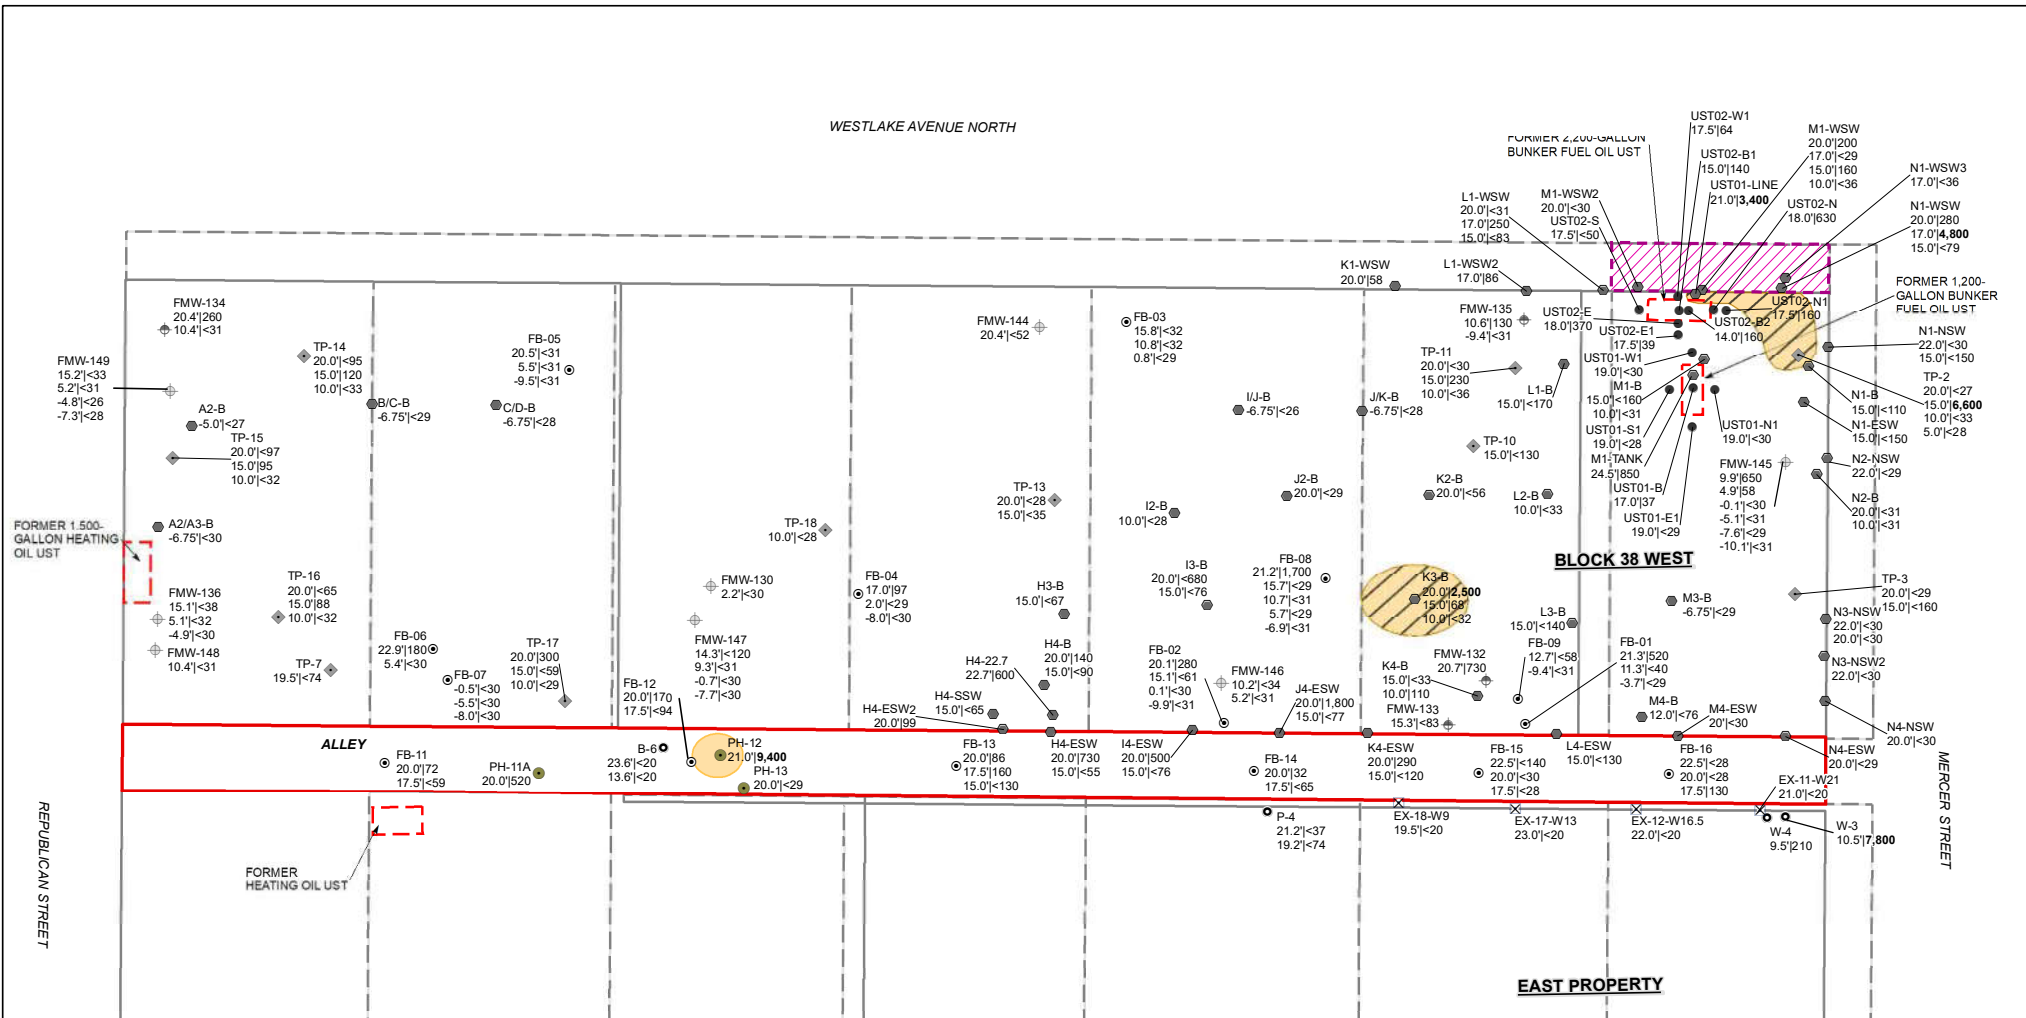 WESTLAKE AVENUE NORTH
FORMER 2,200-GALLON
BUNKER FUEL OIL UST
UST02-W1
17.5'|64
UST02-B1
15.0'|140
UST01-LINE
21.0'|3,400
M1-WSW
20.0'|200
17.0'|<29
15.0'|160
10.0'|<36
UST02-N
18.0'|630
N1-WSW3
17.0'|<36
N1-WSW
20.0'|280
17.0'|4,800
15.0'|<79
L1-WSW
20.0'|<31
17.0'|250
15.0'|<83
M1-WSW2
20.0'|<30
UST02-S
17.5'|<50
K1-WSW
20.0'|58
L1-WSW2
17.0'|86
FORMER 1,200-
GALLON BUNKER
FUEL OIL UST
FMW-134
20.4'|260
10.4'|<31
FMW-149
15.2'|<33
5.2'|<31
-4.8'|<26
-7.3'|<28
TP-14
20.0'|<95
15.0'|120
10.0'|<33
FB-05
20.5'|<31
5.5'|<31
-9.5'|<31
A2-B
-5.0'|<27
B/C-B
-6.75'|<29
C/D-B
-6.75'|<28
TP-15
20.0'|<97
15.0'|95
10.0'|<32
FMW-144
20.4'|<52
FB-03
15.8'|<32
10.8'|<32
0.8'|<29
I/J-B
-6.75'|<26
J/K-B
-6.75'|<28
FMW-135
10.6'|130
-9.4'|<31
TP-11
20.0'|<30
15.0'|230
10.0'|<36
L1-B
15.0'|<170
UST02-E
18.0'|370
UST02-E1
17.5'|39
UST01-W1
19.0'|<30
M1-B
15.0'|<160
10.0'|<31
UST01-S1
19.0'|<28
M1-TANK
24.5'|850
UST01-B
17.0'|37
UST01-E1
19.0'|<29
UST02-N1
17.5'|160
UST02-B2
14.0'|160
UST01-N1
19.0'|<30
FMW-145
9.9'|650
4.9'|58
-0.1'|<30
-5.1'|<31
-7.6'|<29
-10.1'|<31
N1-NSW
22.0'|<30
15.0'|<150
TP-2
20.0'|<27
15.0'|6,600
10.0'|<33
5.0'|<28
N1-B
15.0'|<110
N1-ESW
15.0'|<150
N2-NSW
22.0'|<29
N2-B
20.0'|<31
10.0'|<31
TP-10
15.0'|<130
K2-B
20.0'|<56
L2-B
10.0'|<33
J2-B
20.0'|<29
I2-B
10.0'|<28
TP-13
20.0'|<28
15.0'|<35
TP-18
10.0'|<28
FORMER 1.500-
GALLON HEATING
OIL UST
A2/A3-B
-6.75'|<30
FMW-136
15.1'|<38
5.1'|<32
-4.9'|<30
FMW-148
10.4'|<31
TP-16
20.0'|<65
15.0'|88
10.0'|<32
TP-7
19.5'|<74
FB-06
22.9'|180
5.4'|<30
FB-07
-0.5'|<30
-5.5'|<30
-8.0'|<30
TP-17
20.0'|300
15.0'|<59
10.0'|<29
FMW-130
2.2'|<30
FMW-147
14.3'|<120
9.3'|<31
-0.7'|<30
-7.7'|<30
FB-12
20.0'|170
17.5'|<94
FB-04
17.0'|97
2.0'|<29
-8.0'|<30
H3-B
15.0'|<67
H4-B
20.0'|140
15.0'|<90
H4-22.7
22.7'|600
H4-SSW
15.0'|<65
H4-ESW2
20.0'|99
I3-B
20.0'|<680
15.0'|<76
FB-08
21.2'|1,700
15.7'|<29
10.7'|<31
5.7'|<29
-6.9'|<31
FB-02
20.1'|280
15.1'|61
0.1'|<30
-9.9'|<31
FMW-146
10.2'|<34
5.2'|<31
J4-ESW
20.0'|1,800
15.0'|<77
K3-B
20.0'|2,500
15.0'|68
10.0'|<32
K4-B
15.0'|<33
10.0'|110
FMW-132
20.7'|730
FMW-133
15.3'|<83
L3-B
15.0'|<140
FB-09
12.7'|<58
-9.4'|<31
FB-01
21.3'|520
11.3'|<40
-3.7'|<29
BLOCK 38 WEST
M3-B
-6.75'|<29
M4-B
12.0'|<76
M4-ESW
20'|<30
TP-3
20.0'|<29
15.0'|<160
N3-NSW
22.0'|<30
20.0'|<30
N3-NSW2
22.0'|<30
N4-NSW
20.0'|<30
N4-ESW
20.0'|<29
ALLEY
FB-11
20.0'|72
17.5'|<59
PH-11A
20.0'|520
B-6
23.6'|<20
13.6'|<20
PH-12
21.0'|9,400
PH-13
20.0'|<29
FB-13
20.0'|86
17.5'|160
15.0'|<130
H4-ESW
20.0'|730
15.0'|<55
I4-ESW
20.0'|500
15.0'|<76
FB-14
20.0'|32
17.5'|<65
K4-ESW
20.0'|290
15.0'|<120
FB-15
22.5'|<140
20.0'|<30
17.5'|<28
L4-ESW
15.0'|<130
FB-16
22.5'|<28
20.0'|<28
17.5'|130
EX-11-W21
21.0'|<20
P-4
21.2'|<37
19.2'|<74
EX-18-W9
19.5'|<20
EX-17-W13
23.0'|<20
EX-12-W16.5
22.0'|<20
W-4
9.5'|210
W-3
10.5'|7,800
FORMER
HEATING OIL UST
REPUBLICAN STREET
MERCER STREET
EAST PROPERTY